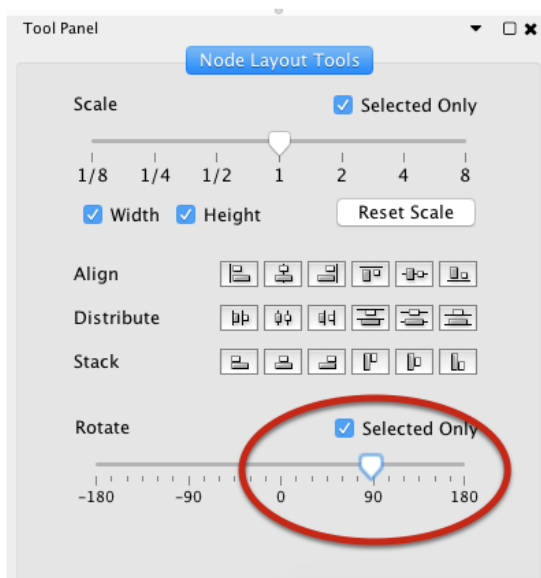 Tool Panel
Node Layout Tools
Scale Selected Only
1/8 1/4 1/2 1 2 4 8
Width Height Reset Scale
Align
Distribute
Stack
Rotate Selected Only
-180 -90 0 90 180